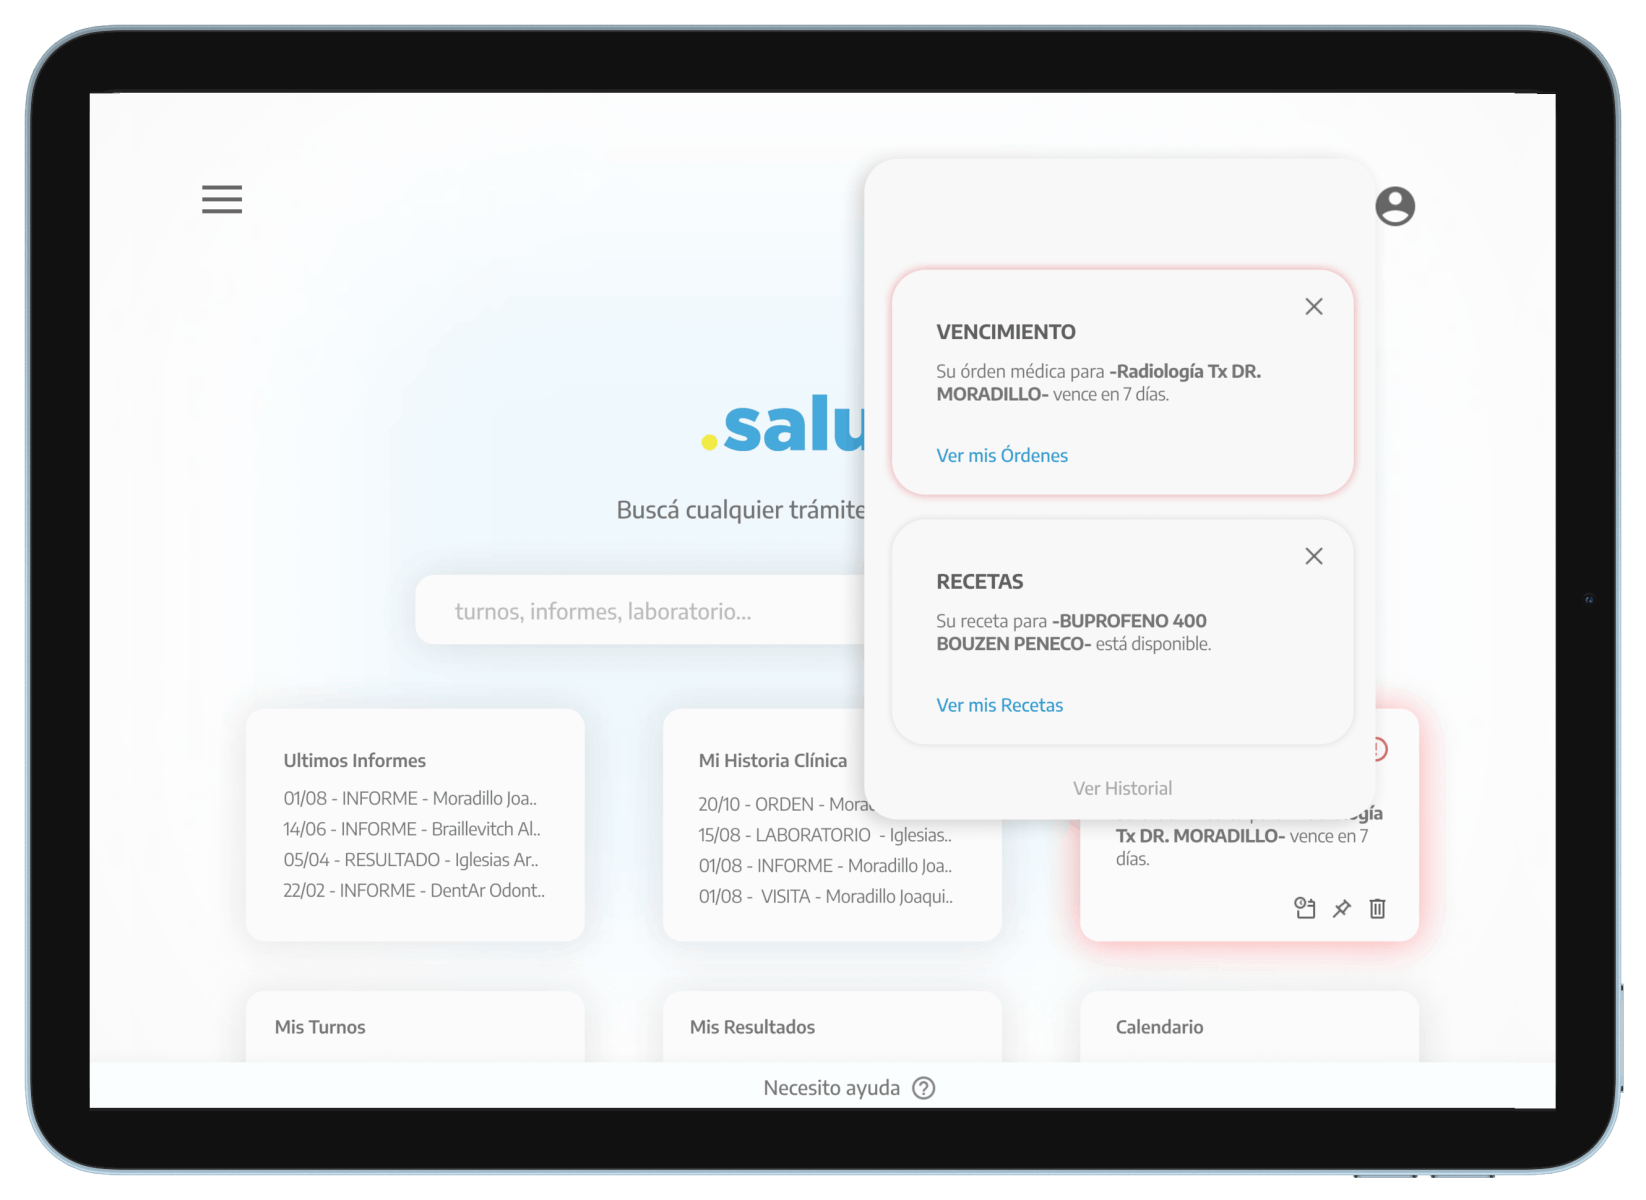 VENCIMIENTO
Su órden médica para -Radiología Tx DR.
MORADILLO- vence en 7 días.
Ver mis Órdenes
.salu
Buscá cualquier trámite
turnos, informes, laboratorio...
RECETAS
Su receta para -BUPROFENO 400
BOUZEN PENECO- está disponible.
Ver mis Recetas
Ver Historial
Ultimos Informes
01/08 - INFORME - Moradillo Joa..
14/06 - INFORME - Braillevitch Al..
05/04 - RESULTADO - Iglesias Ar..
22/02 - INFORME - DentAr Odont..
Mi Historia Clínica
20/10 - ORDEN - Mora
15/08 - LABORATORIO - Iglesias..
01/08 - INFORME - Moradillo Joa..
01/08 - VISITA - Moradillo Joaqui..
gía
Tx DR. MORADILLO- vence en 7
días.
Mis Turnos
Mis Resultados
Calendario
Necesito ayuda